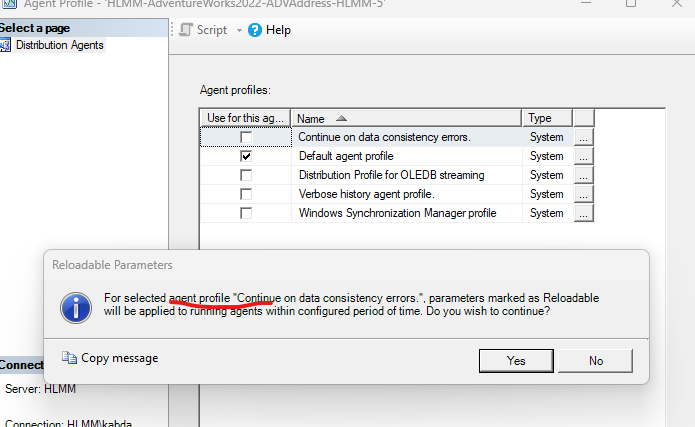 Agent Profile - 'HLMM-AdventureWorks2022-ADVAddress-HLMM-5'
Select a page
Script
Help
Distribution Agents
Agent profiles:
Use for this ag... Name Type
Continue on data consistency errors. System ...
Default agent profile System ...
Distribution Profile for OLEDB streaming System ...
Verbose history agent profile. System ...
Windows Synchronization Manager profile System ...
Reloadable Parameters
For selected agent profile "Continue on data consistency errors.", parameters marked as Reloadable
will be applied to running agents within configured period of time. Do you wish to continue?
Copy message
Yes
No
Connect
Server: HLMM
Connection: HLMM\kabda